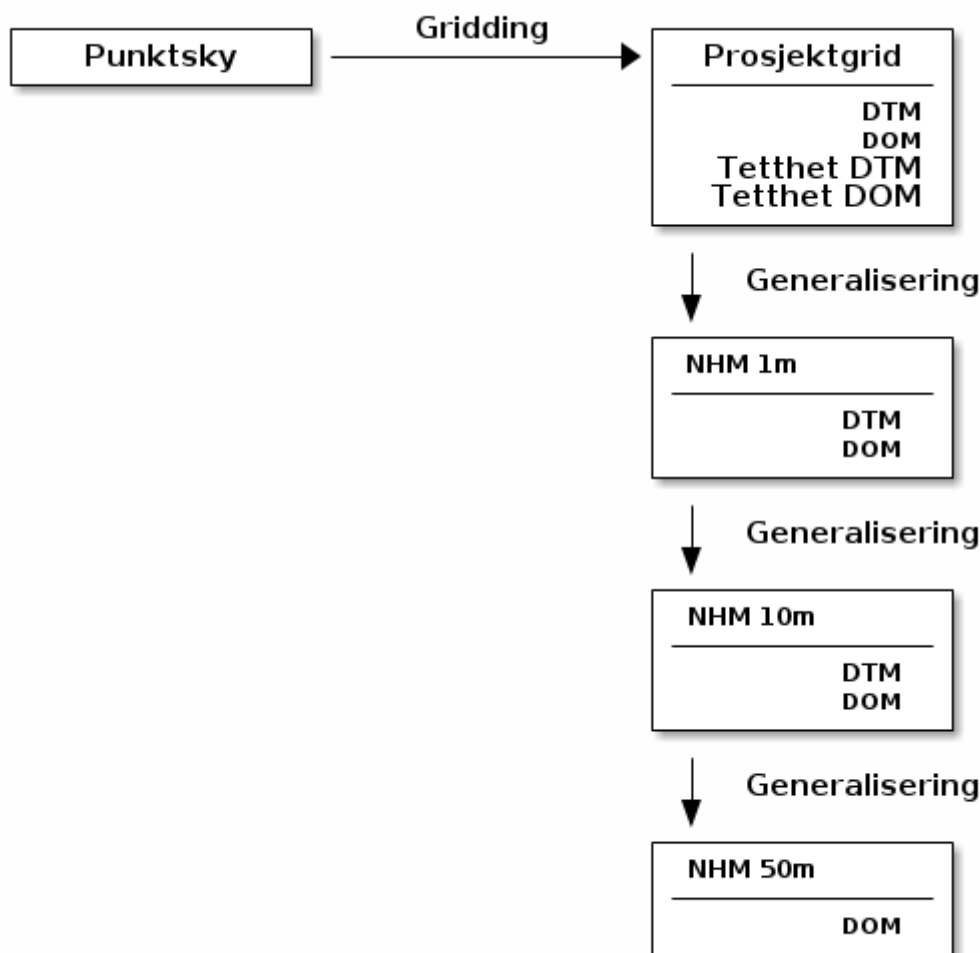 Gridding
Punktsky
Prosjektgrid
DTM
DOM
Tetthet DTM
Tetthet DOM
Generalisering
NHM 1m
DTM
DOM
Generalisering
NHM 10m
DTM
DOM
Generalisering
NHM 50m
DOM